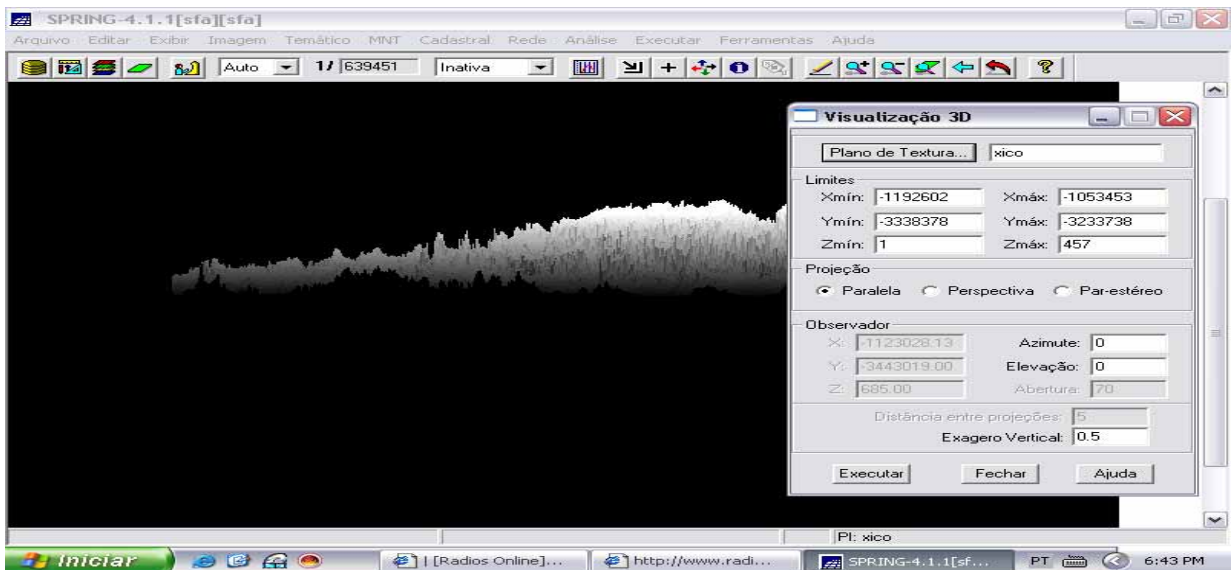 SPRING-4.1.1[sfa][sfa]
Arquivo Editar Exibir Imagem Temático MNT Cadastral Rede Análise Executar Ferramentas Ajuda
Auto 1/ 639451 Inativa
Visualização 3D
Plano de Textura... xico
Limites
Xmín: -1192602 Xmáx: -1053453
Ymín: -3338378 Ymáx: -3233738
Zmín: 1 Zmáx: 457
Projeção
Paralela Perspectiva Par-estéreo
Observador
X: -1123028.13 Azimute: 0
Y: -3443019.00 Elevação: 0
Z: 685.00 Abertura: 70
Distância entre projeções: 5
Exagero Vertical: 0.5
Executar Fechar Ajuda
PI: xico
Iniciar | [Radios Online]... http://www.radi... SPRING-4.1.1[sf... PT 6:43 PM